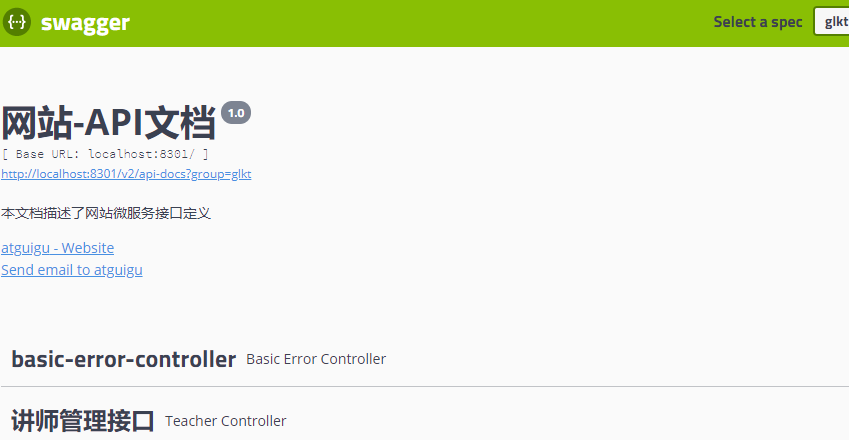 {··} swagger Select a spec glkt
网站-API文档 1.0
[ Base URL: localhost:8301/ ]
http://localhost:8301/v2/api-docs?group=glkt
本文档描述了网站微服务接口定义
atguigu - Website
Send email to atguigu
basic-error-controller Basic Error Controller
讲师管理接口 Teacher Controller